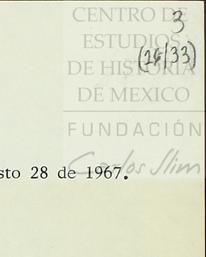 CENTRO DE
3
ESTUDIOS
(26/33)
DE HISTORIA
DE MEXICO
FUNDACIÓN
Carlos Slim
sto 28 de 1967.